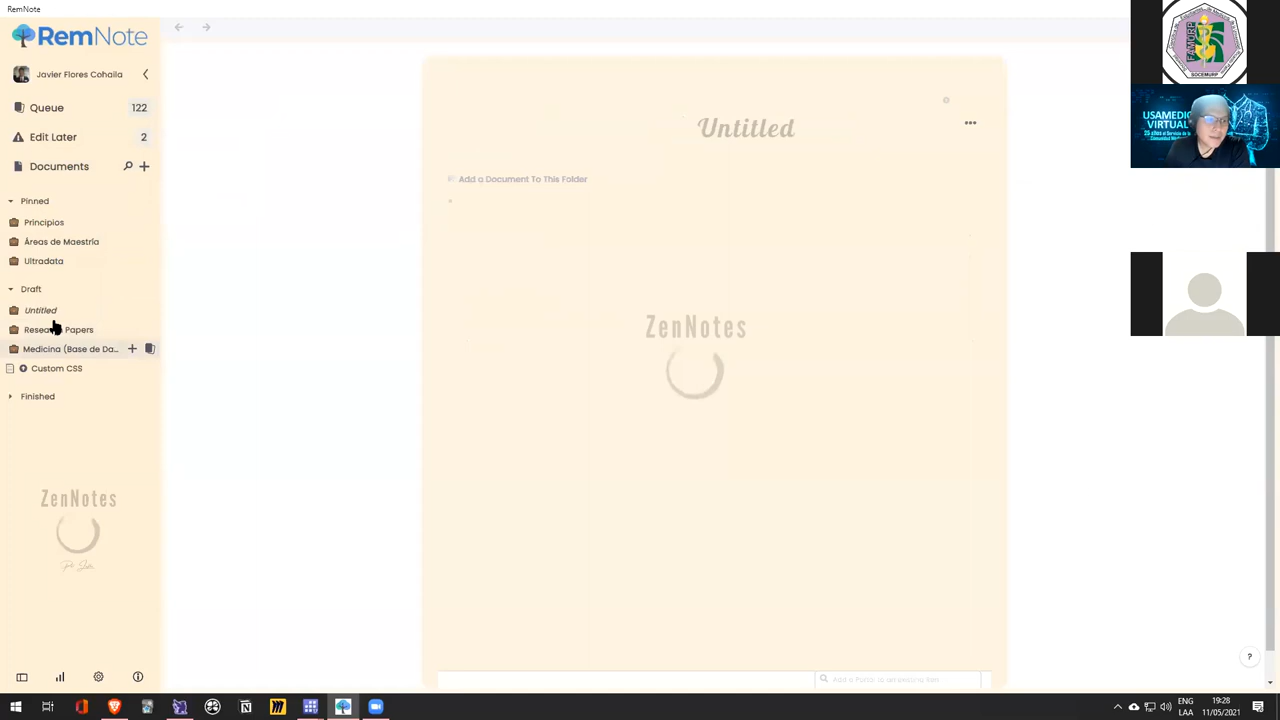 RemNote
RemNote
Javier Flores Cohaila
Queue 122
Edit Later 2
Documents
Pinned
Principios
Áreas de Maestría
Ultradata
Draft
Untitled
Papers
Medicina (Base de Da...
Custom CSS
Finished
ZenNotes
Untitled
Add a Document To This Folder
ZenNotes
FAMURP
SOCEMURP
USAMEDIC
VIRTUAL
?
ENG
LAA
19:28
11/05/2021